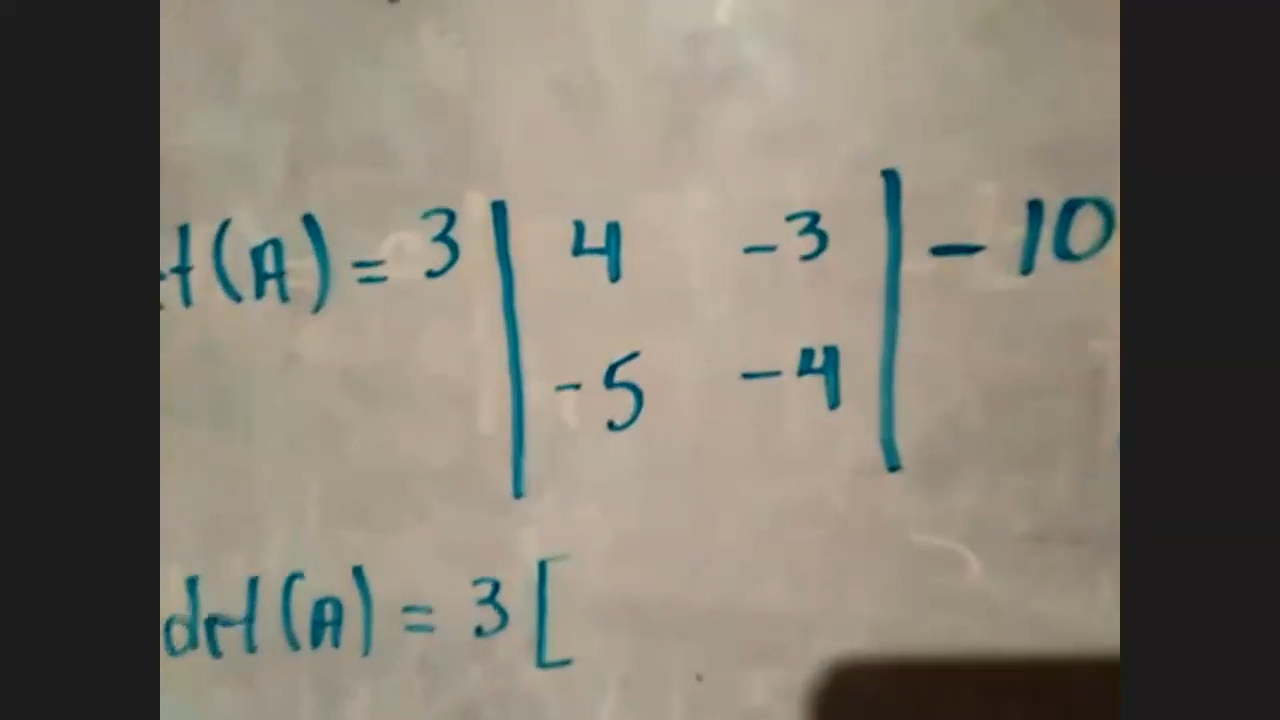 t(A) = 3 | 4 -3 | - 10
| -5 -4 |
det(A) = 3 [